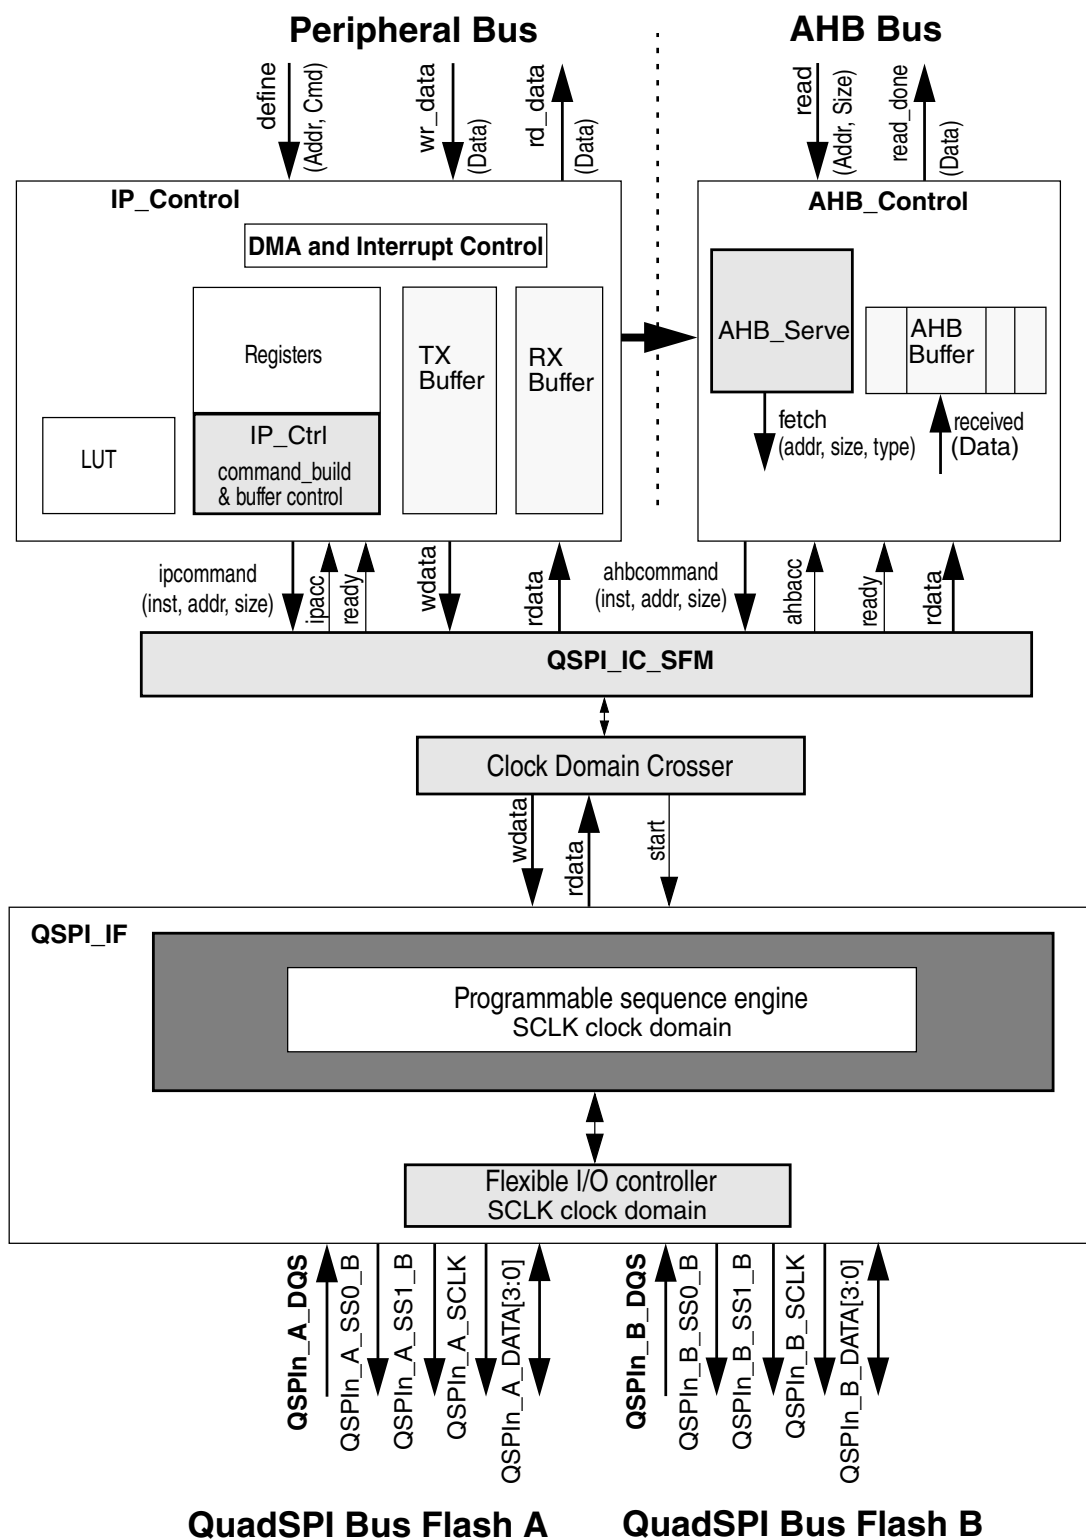 Peripheral Bus
AHB Bus
define
(Addr, Cmd)
wr_data
(Data)
rd_data
(Data)
read
(Addr, Size)
read_done
(Data)
IP_Control
DMA and Interrupt Control
Registers
LUT
IP_Ctrl
command_build
& buffer control
TX
Buffer
RX
Buffer
AHB_Control
AHB_Serve
AHB
Buffer
fetch
(addr, size, type)
received
(Data)
ipcommand
(inst, addr, size)
ipacc
ready
wdata
rdata
ahbcommand
(inst, addr, size)
ahbacc
ready
rdata
QSPI_IC_SFM
Clock Domain Crosser
wdata
rdata
start
QSPI_IF
Programmable sequence engine
SCLK clock domain
Flexible I/O controller
SCLK clock domain
QSPIn_A_DQS
QSPIn_A_SS0_B
QSPIn_A_SS1_B
QSPIn_A_SCLK
QSPIn_A_DATA[3:0]
QSPIn_B_DQS
QSPIn_B_SS0_B
QSPIn_B_SS1_B
QSPIn_B_SCLK
QSPIn_B_DATA[3:0]
QuadSPI Bus Flash A
QuadSPI Bus Flash B